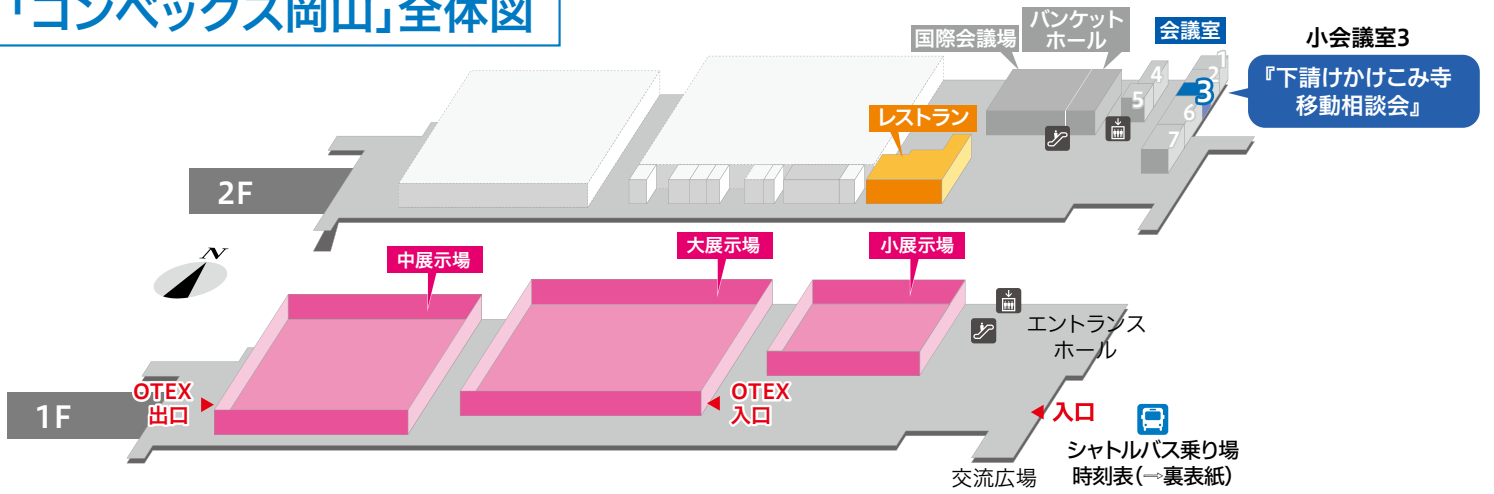 「コンベックス岡山」全体図
国際会議場
バンケット
ホール
会議室
小会議室3
『下請けかけこみ寺
移動相談会』
1
2
3
4
5
6
7
レストラン
2F
N
中展示場
大展示場
小展示場
エントランス
ホール
OTEX
出口
OTEX
入口
1F
入口
シャトルバス乗り場
時刻表(⇒裏表紙)
交流広場